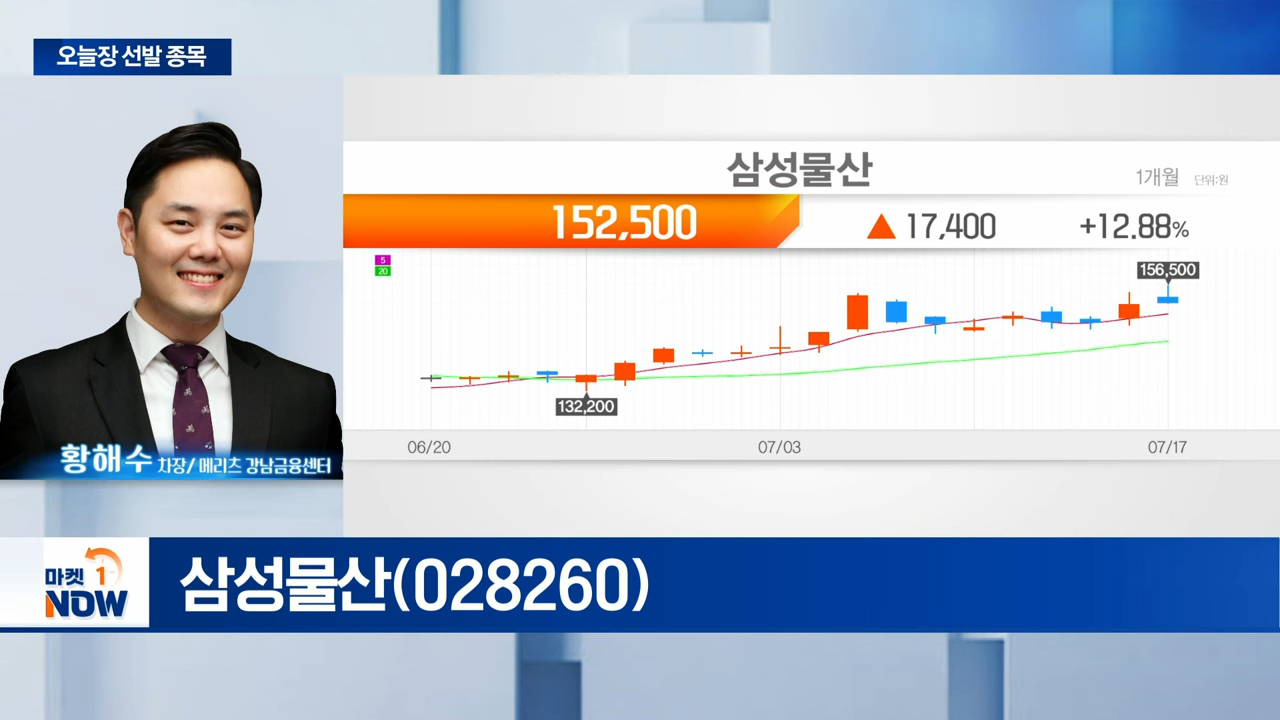 오늘장 선발 종목
삼성물산
1개월 단위:원
152,500 ▲ 17,400 +12.88%
5
20
156,500
132,200
06/20 07/03 07/17
황해수 차장/ 메리츠 강남금융센터
마켓 1
NOW
삼성물산(028260)